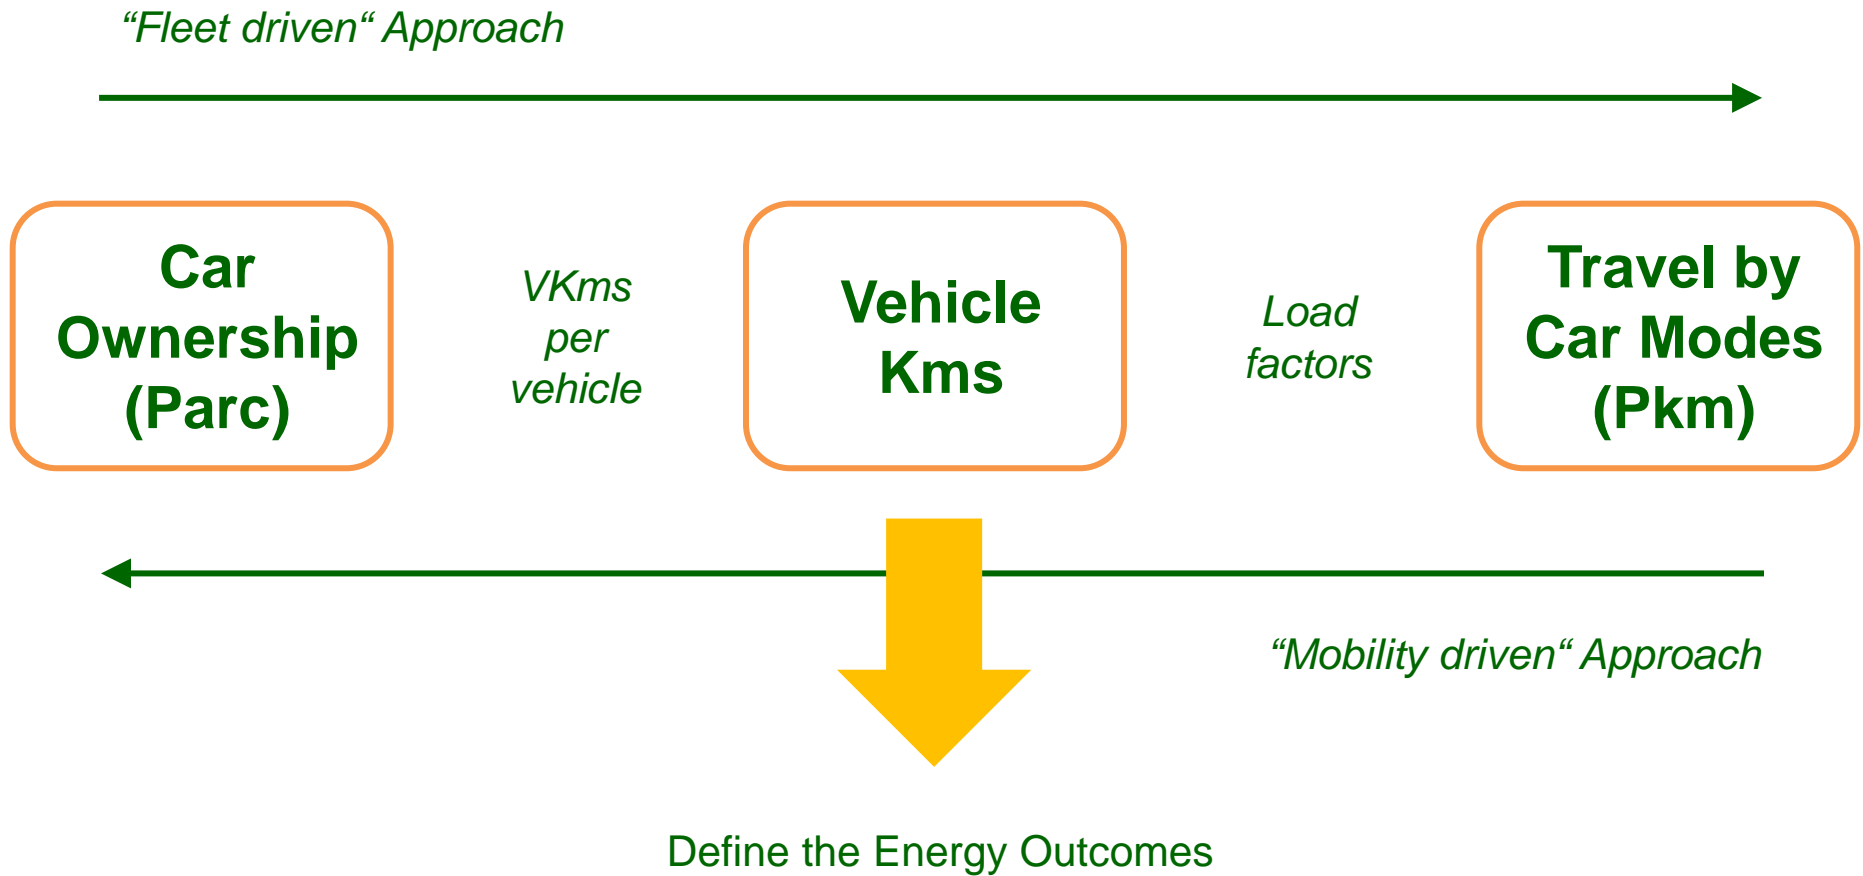 “Fleet driven“ Approach
Car
Ownership
(Parc)
VKms
per
vehicle
Vehicle
Kms
Load
factors
Travel by
Car Modes
(Pkm)
“Mobility driven“ Approach
Define the Energy Outcomes